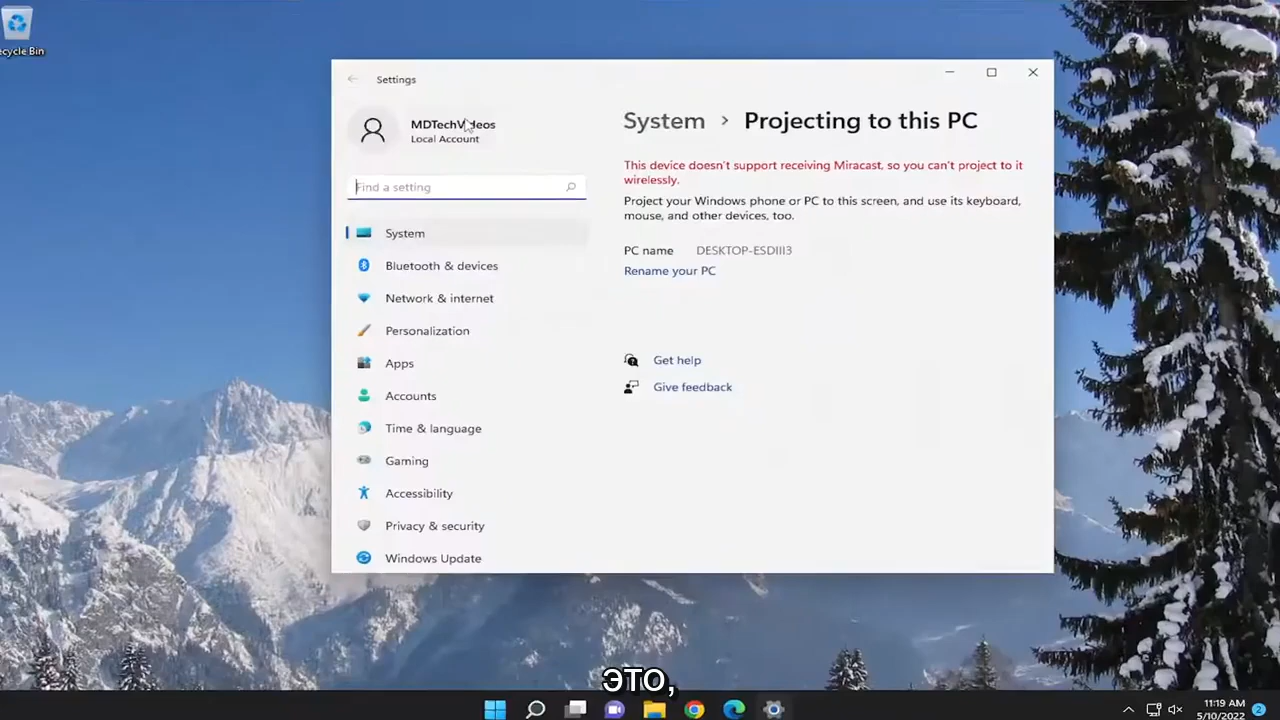 ecycle Bin
Settings
MDTechVideos
Local Account
Find a setting
System
Bluetooth & devices
Network & internet
Personalization
Apps
Accounts
Time & language
Gaming
Accessibility
Privacy & security
Windows Update
System > Projecting to this PC
This device doesn't support receiving Miracast, so you can't project to it
wirelessly.
Project your Windows phone or PC to this screen, and use its keyboard,
mouse, and other devices, too.
PC name DESKTOP-ESDIII3
Rename your PC
Get help
Give feedback
это,
11:19 AM
5/10/2022
2